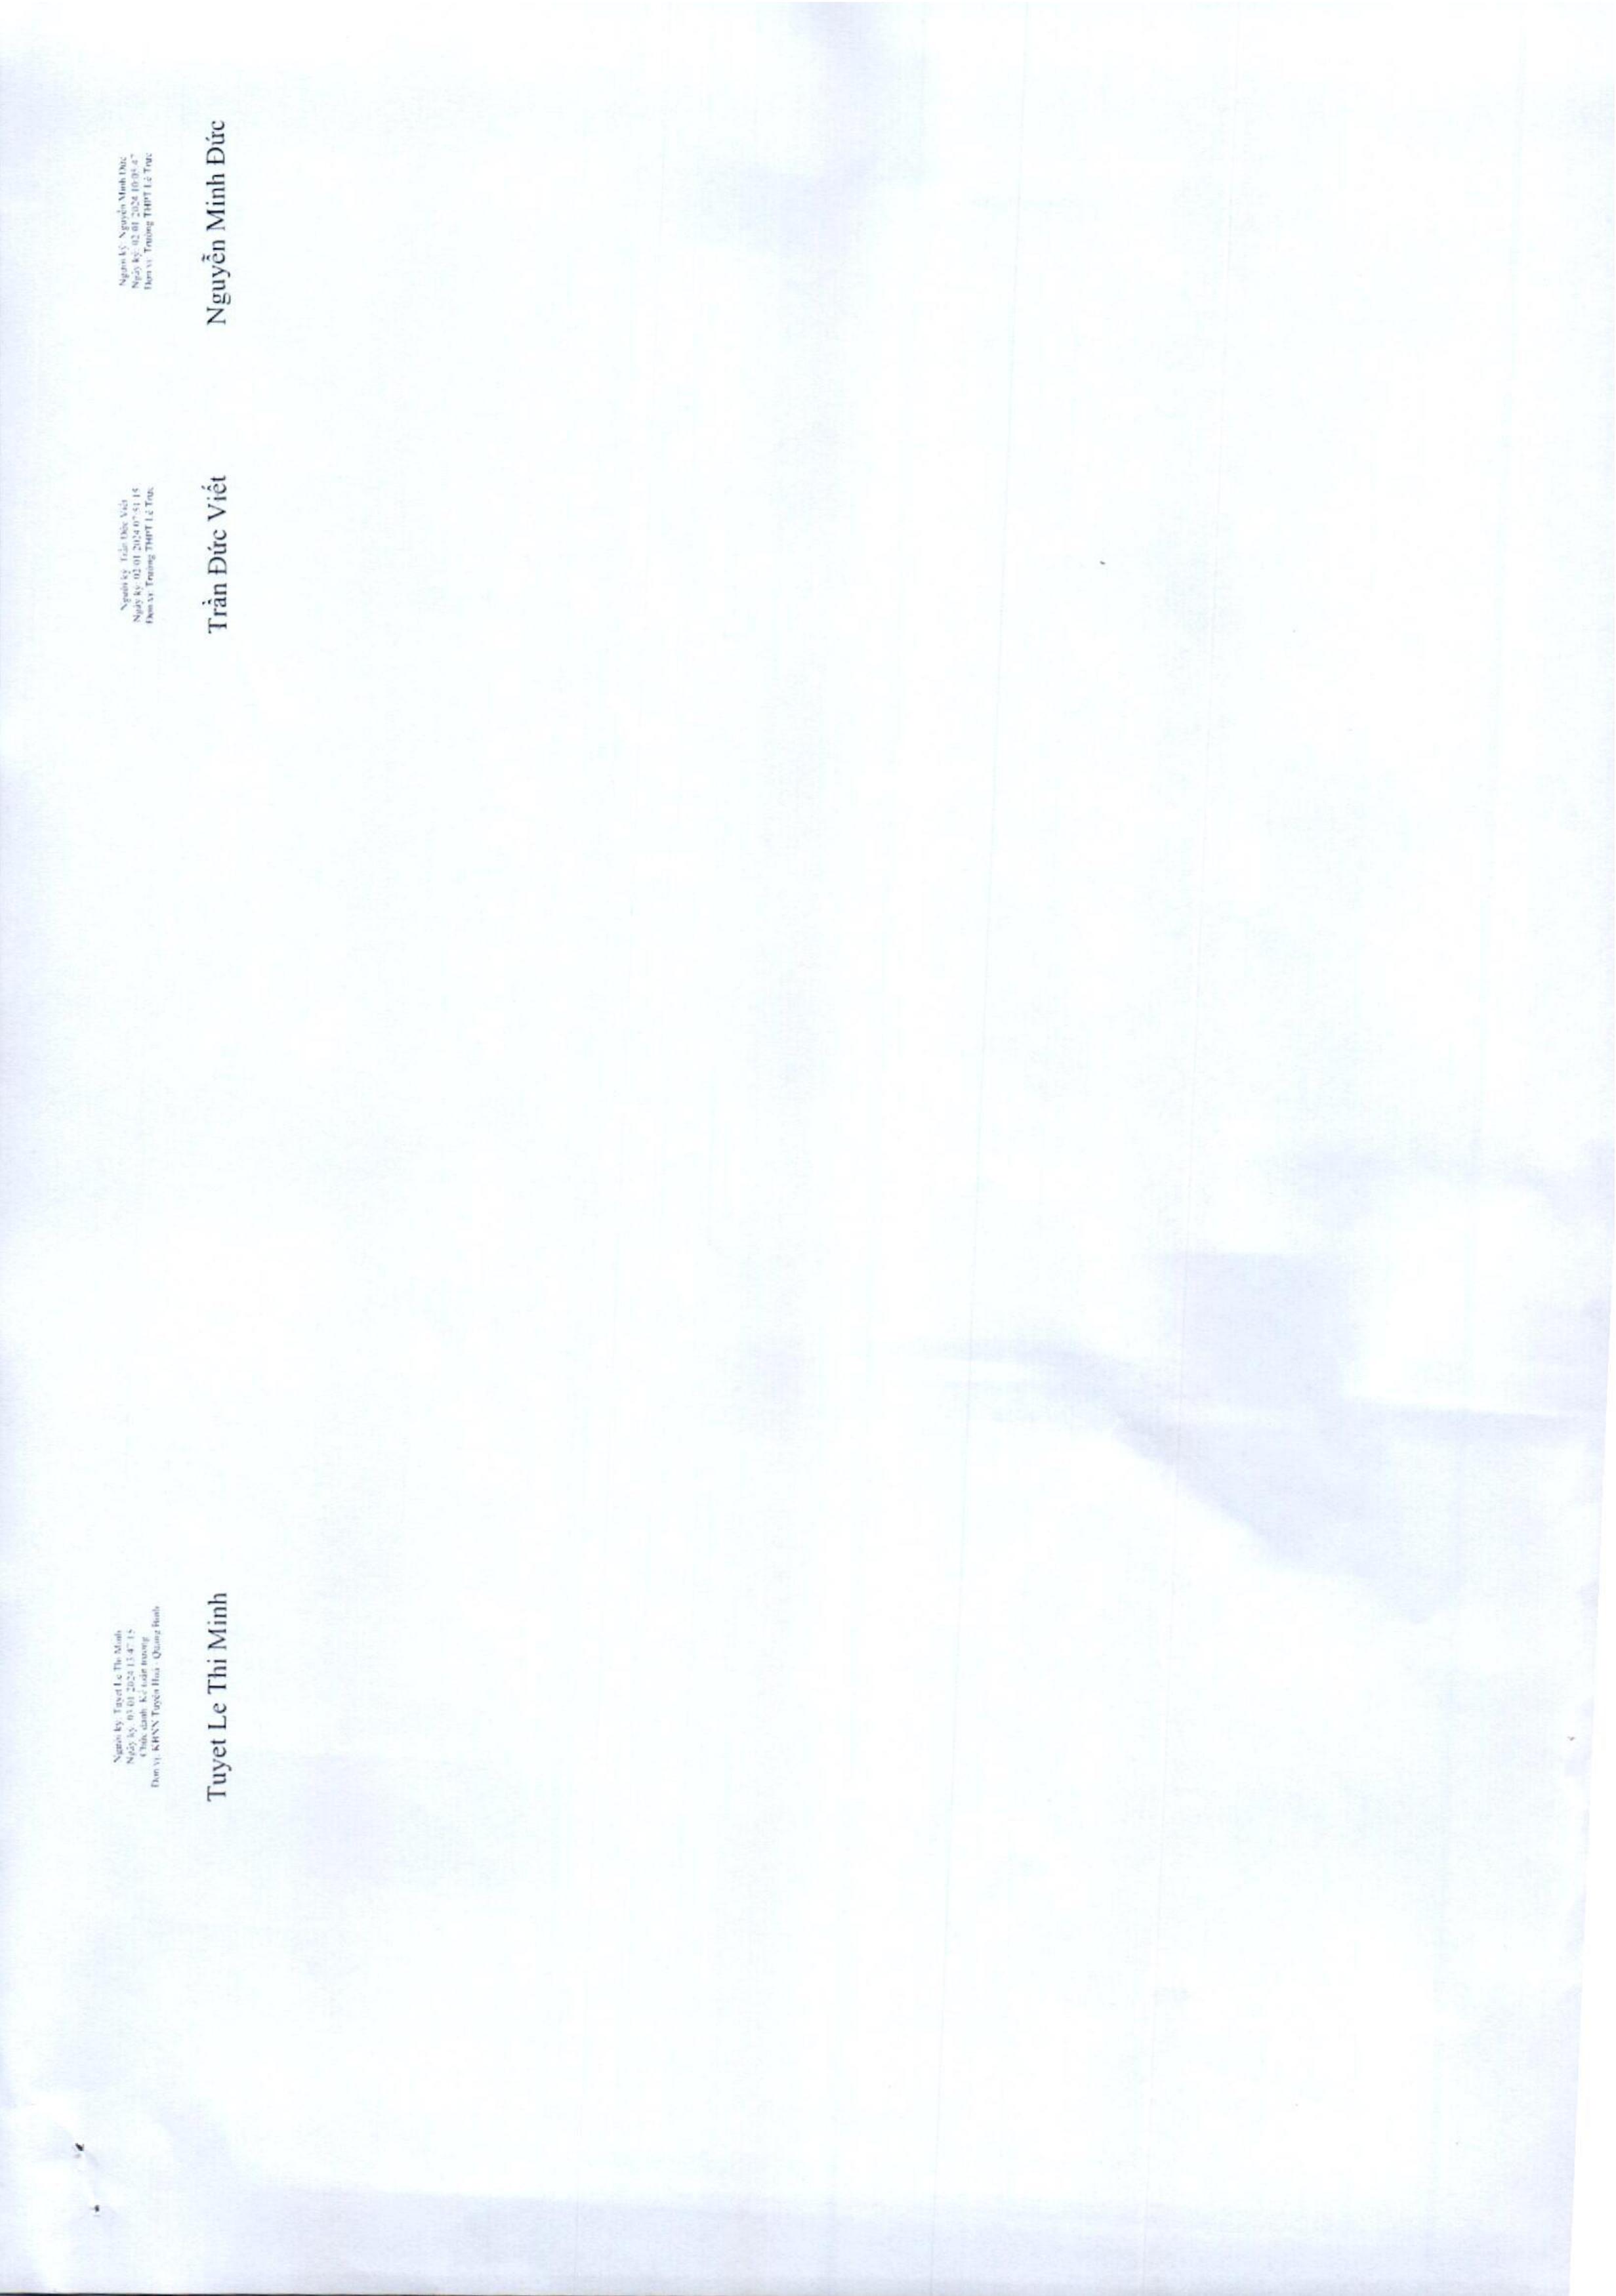 Người ký: Tuyet Le Thi Minh
Ngày ký: 03/01/2024 13:47:15
Chức danh: Kế toán trưởng
Đơn vị: KBNN Tuyên Hoá - Quảng Bình
Tuyet Le Thi Minh
Người ký: Trần Đức Viết
Ngày ký: 02/01/2024 07:51:15
Đơn vị: Trường THPT Lê Trực
Trần Đức Viết
Người ký: Nguyễn Minh Đức
Ngày ký: 02/01/2024 10:05:47
Đơn vị: Trường THPT Lê Trực
Nguyễn Minh Đức